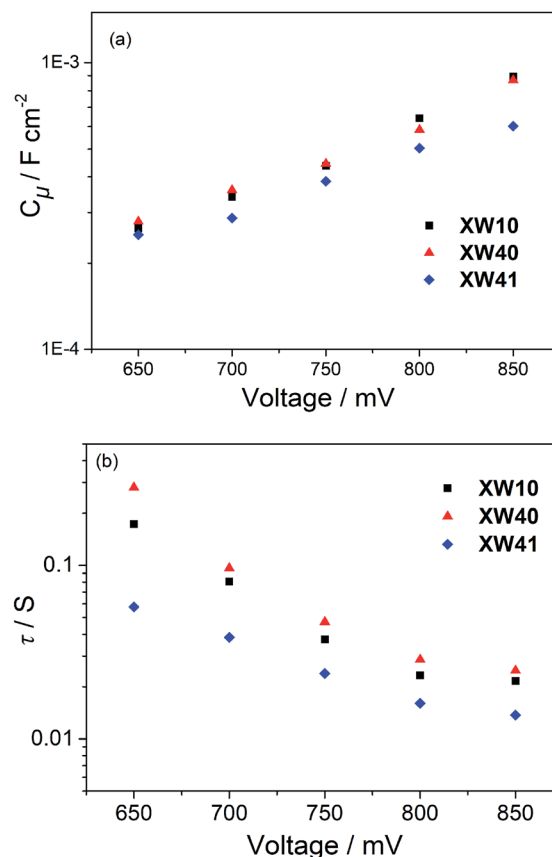 (a)
1E-3
Cμ / F cm⁻²
XW10
XW40
XW41
1E-4
650 700 750 800 850
Voltage / mV
(b)
XW10
XW40
XW41
0.1
τ / S
0.01
650 700 750 800 850
Voltage / mV